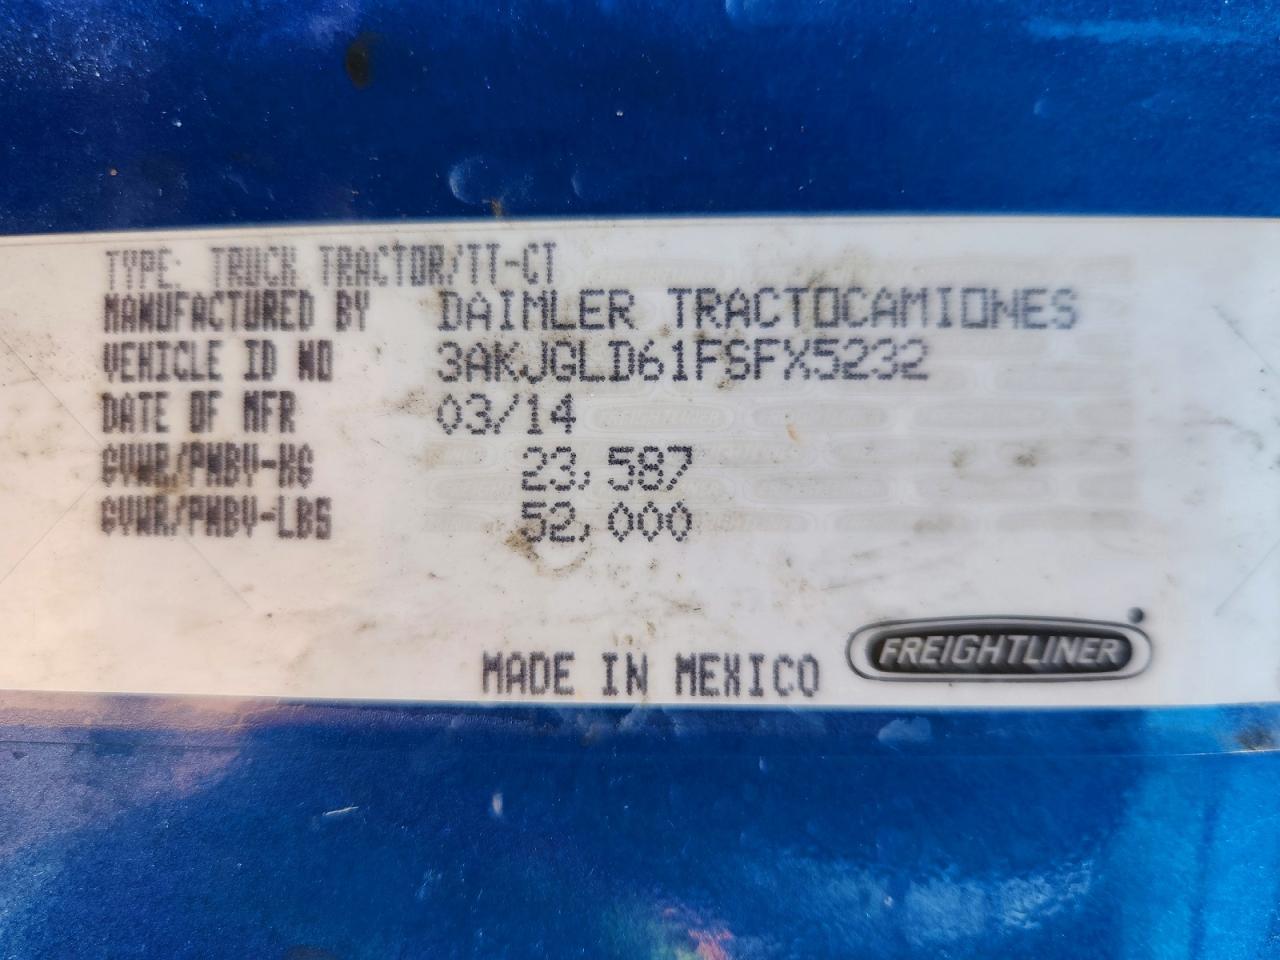 TYPE: TRUCK TRACTOR/TT-CT
MANUFACTURED BY DAIMLER TRACTOCAMIONES
VEHICLE ID NO 3AKJGLD61FSFX5232
DATE OF MFR 03/14
GVWR/PNBV-KG 23,587
GVWR/PNBV-LBS 52,000
MADE IN MEXICO
FREIGHTLINER